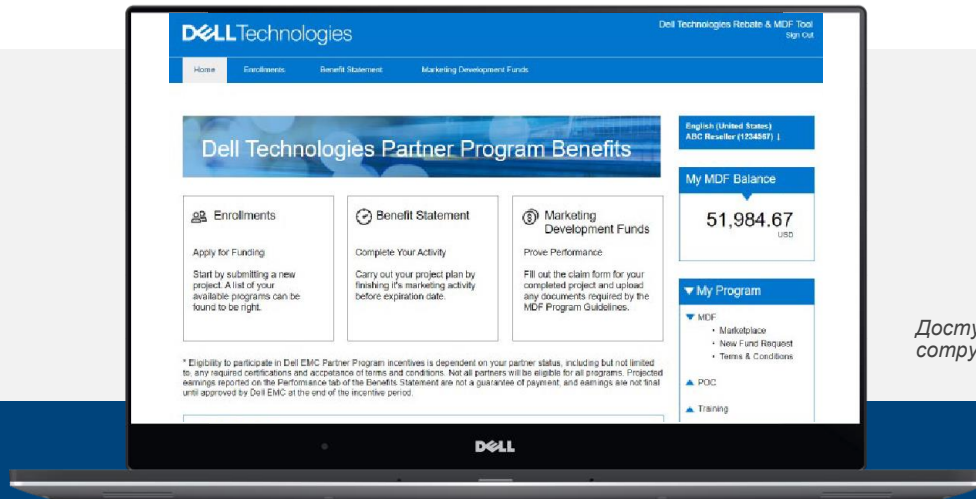 DELLTechnologies
Dell Technologies Rebate & MDF Tool
Sign Out
Home
Enrollments
Benefit Statement
Marketing Development Funds
Dell Technologies Partner Program Benefits
English (United States)
ABC Reseller (1234567) ↓
My MDF Balance
51,984.67
USD
Enrollments
Apply for Funding
Start by submitting a new
project. A list of your
available programs can be
found to be right.
Benefit Statement
Complete Your Activity
Carry out your project plan by
finishing it's marketing activity
before expiration date.
Marketing
Development Funds
Prove Performance
Fill out the claim form for your
completed project and upload
any documents required by the
MDF Program Guidelines.
▼ My Program
▼ MDF
• Marketplace
• New Fund Request
• Terms & Conditions
▲ POC
▲ Training
* Eligibility to participate in Dell EMC Partner Program incentives is dependent on your partner status, including but not limited
to, any required certifications and accpetance of terms and conditions. Not all partners will be eligible for all programs. Projected
earnings reported on the Performance tab of the Benefits Statement are not a guarantee of payment, and earnings are not final
until approved by Dell EMC at the end of the incentive period.
DELL
Досту
сотру